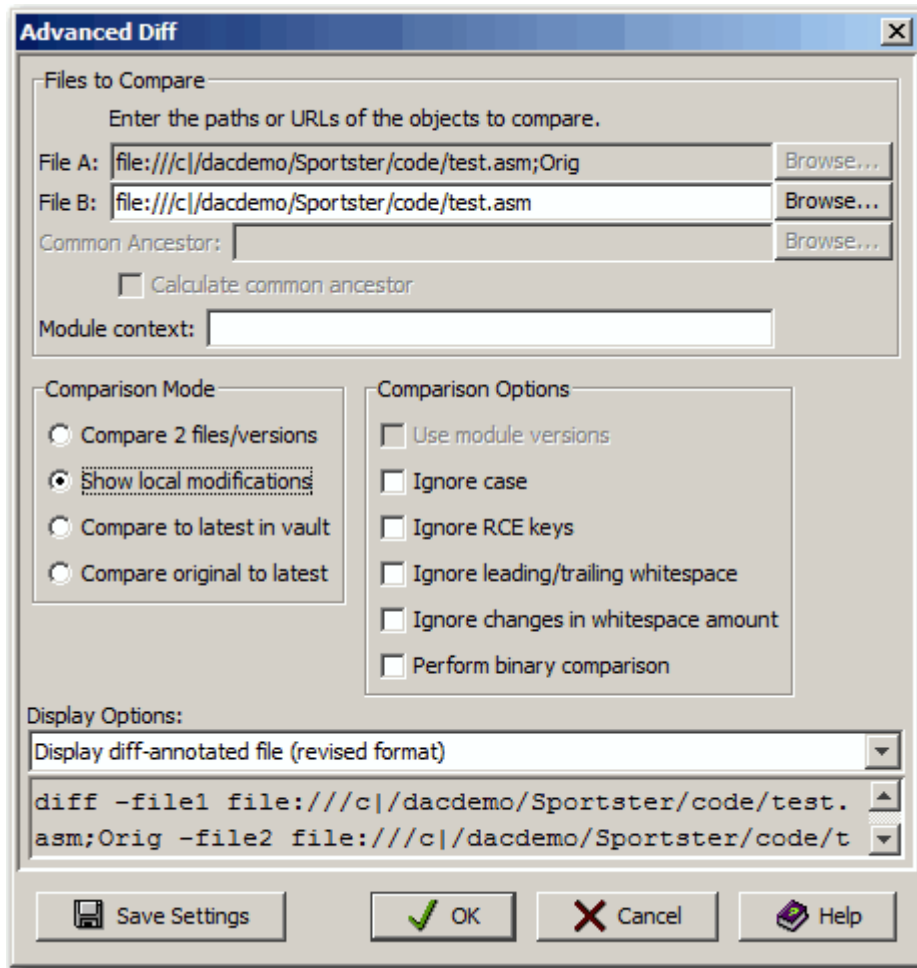 Advanced Diff
Files to Compare
Enter the paths or URLs of the objects to compare.
File A: file:///c|/dacdemo/Sportster/code/test.asm;Orig Browse...
File B: file:///c|/dacdemo/Sportster/code/test.asm Browse...
Common Ancestor: Browse...
Calculate common ancestor
Module context:
Comparison Mode
Compare 2 files/versions
Show local modifications
Compare to latest in vault
Compare original to latest
Comparison Options
Use module versions
Ignore case
Ignore RCE keys
Ignore leading/trailing whitespace
Ignore changes in whitespace amount
Perform binary comparison
Display Options:
Display diff-annotated file (revised format)
diff -file1 file:///c|/dacdemo/Sportster/code/test.
asm;Orig -file2 file:///c|/dacdemo/Sportster/code/t
Save Settings OK Cancel Help